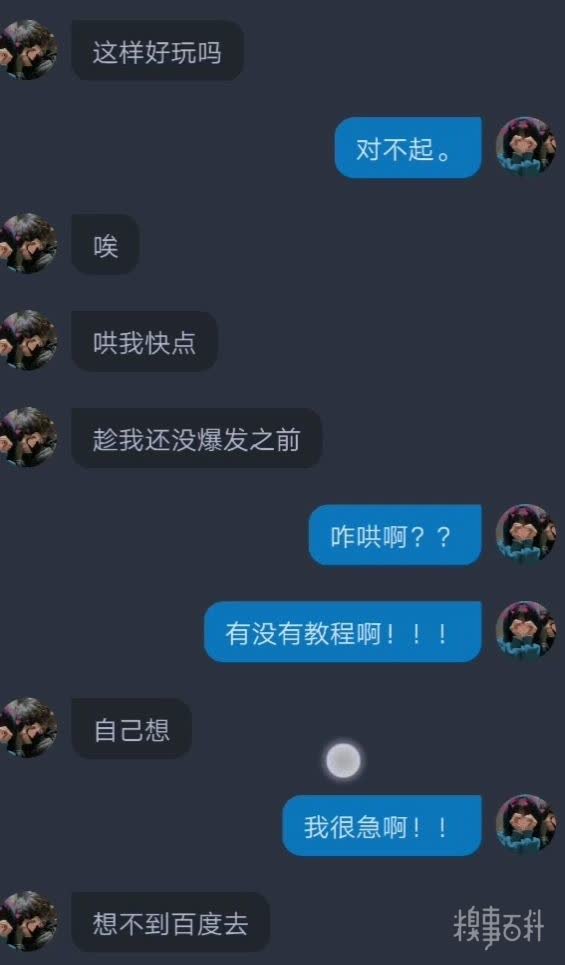 这样好玩吗
对不起。
唉
哄我快点
趁我还没爆发之前
咋哄啊？？
有没有教程啊！！！
自己想
我很急啊！！
想不到百度去
糗事百科